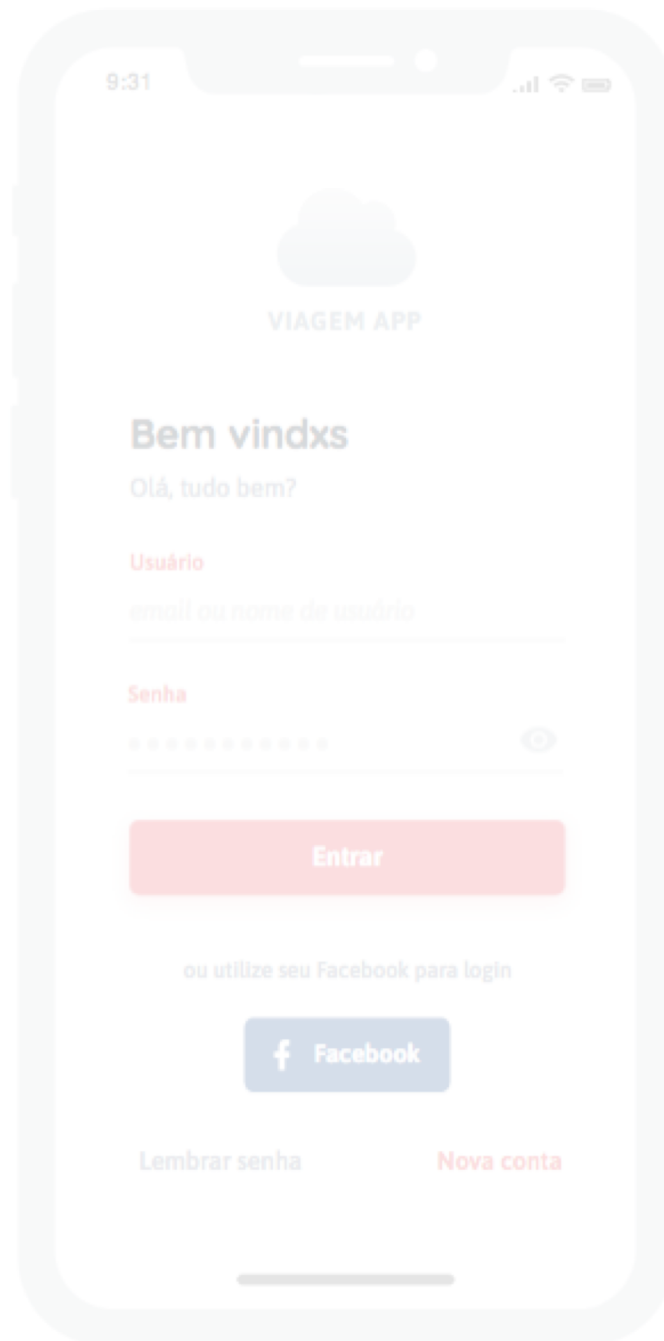 9:31
VIAGEM APP
Bem vindxs
Olá, tudo bem?
Usuário
email ou nome de usuário
Senha
Entrar
ou utilize seu Facebook para login
Facebook
Lembrar senha
Nova conta